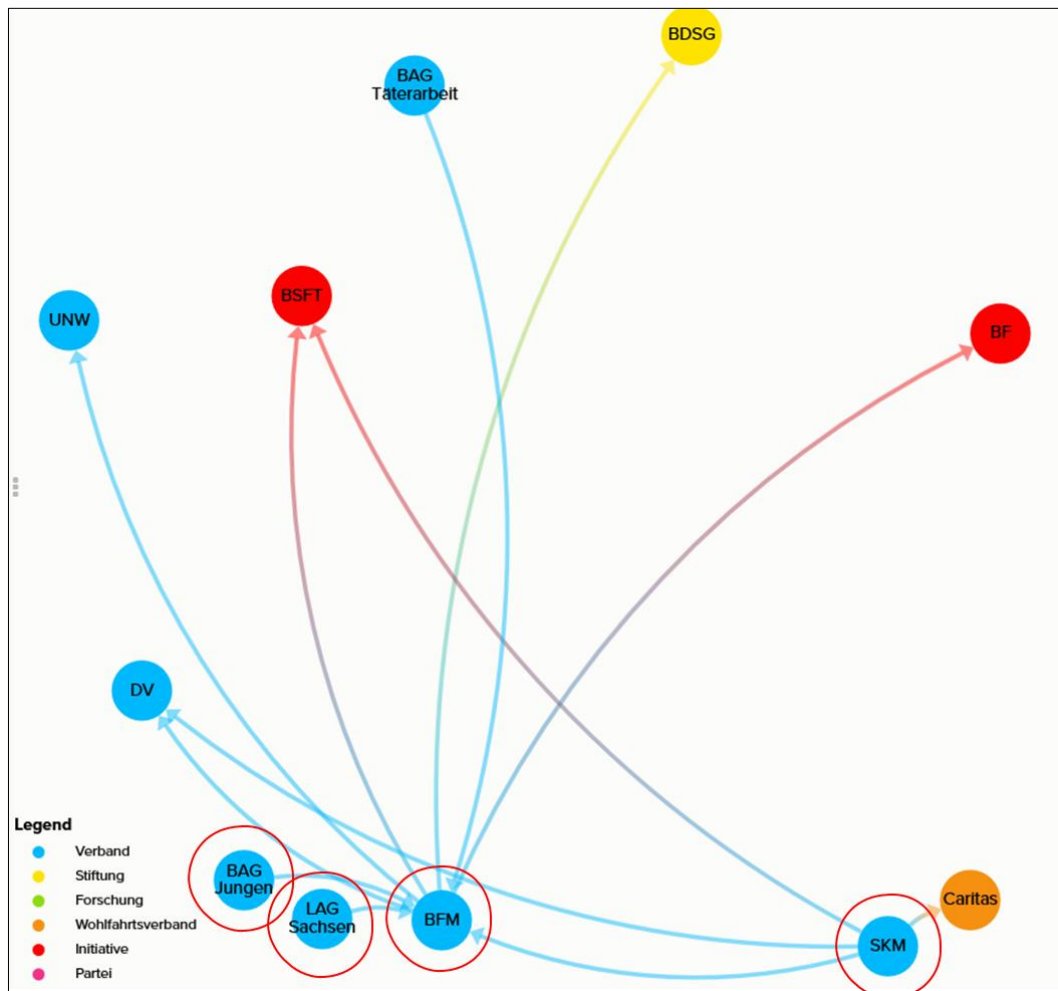 BDSG
BAG
Täterarbeit
BSFT
UNW
BF
DV
Legend
Verband
Stiftung
Forschung
Wohlfahrtsverband
Initiative
Partei
BAG
Jungen
LAG
Sachsen
BFM
SKM
Caritas